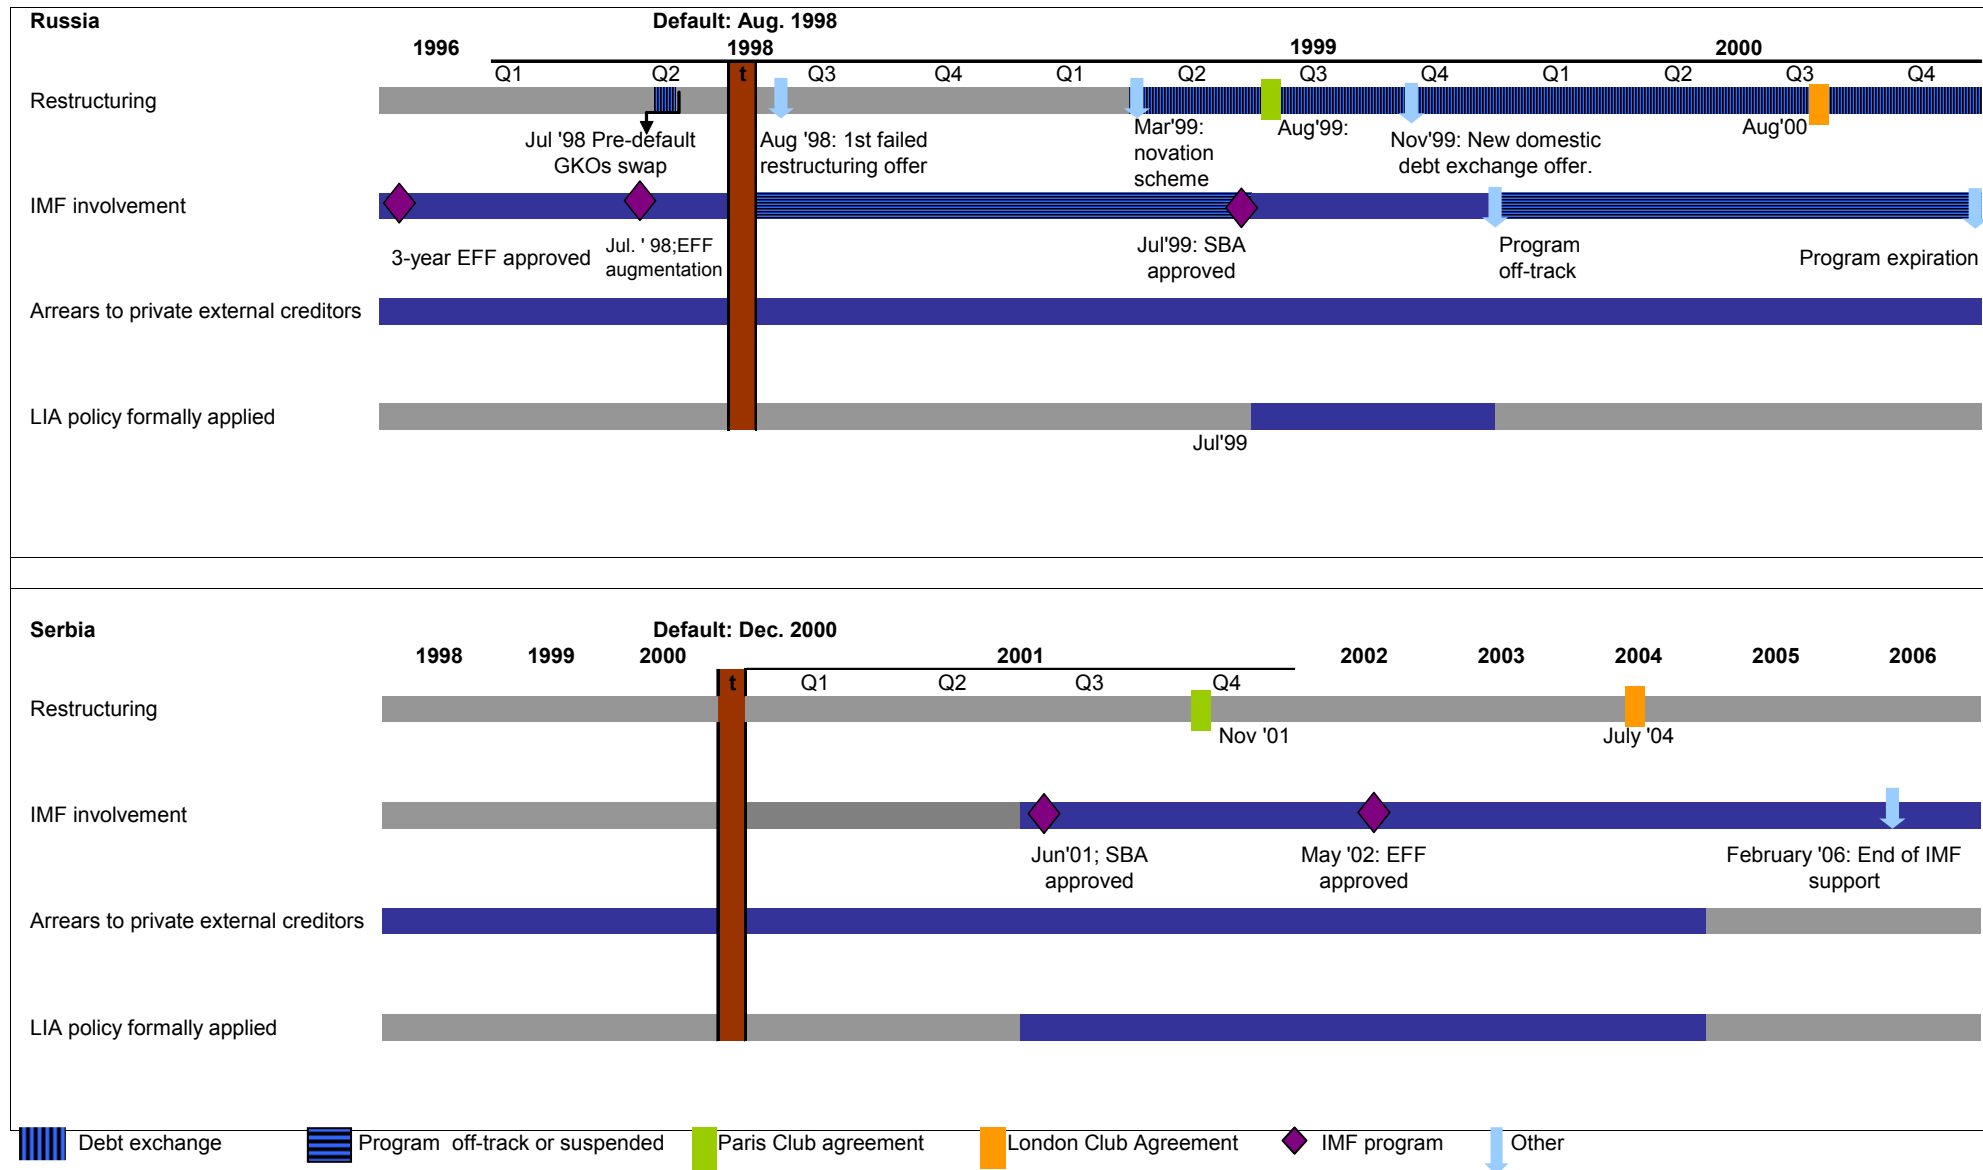 Russia
Default: Aug. 1998
1996 1998 1999 2000
Q1 Q2 t Q3 Q4 Q1 Q2 Q3 Q4 Q1 Q2 Q3 Q4
Restructuring
Jul '98 Pre-default
GKOs swap
Aug '98: 1st failed
restructuring offer
Mar'99:
novation
scheme
Aug'99:
Nov'99: New domestic
debt exchange offer.
Aug'00
IMF involvement
3-year EFF approved
Jul. ' 98;EFF
augmentation
Jul'99: SBA
approved
Program
off-track
Program expiration
Arrears to private external creditors
LIA policy formally applied
Jul'99
Serbia
Default: Dec. 2000
1998 1999 2000 2001 2002 2003 2004 2005 2006
t Q1 Q2 Q3 Q4
Restructuring
Nov '01
July '04
IMF involvement
Jun'01; SBA
approved
May '02: EFF
approved
February '06: End of IMF
support
Arrears to private external creditors
LIA policy formally applied
Debt exchange
Program off-track or suspended
Paris Club agreement
London Club Agreement
IMF program
Other